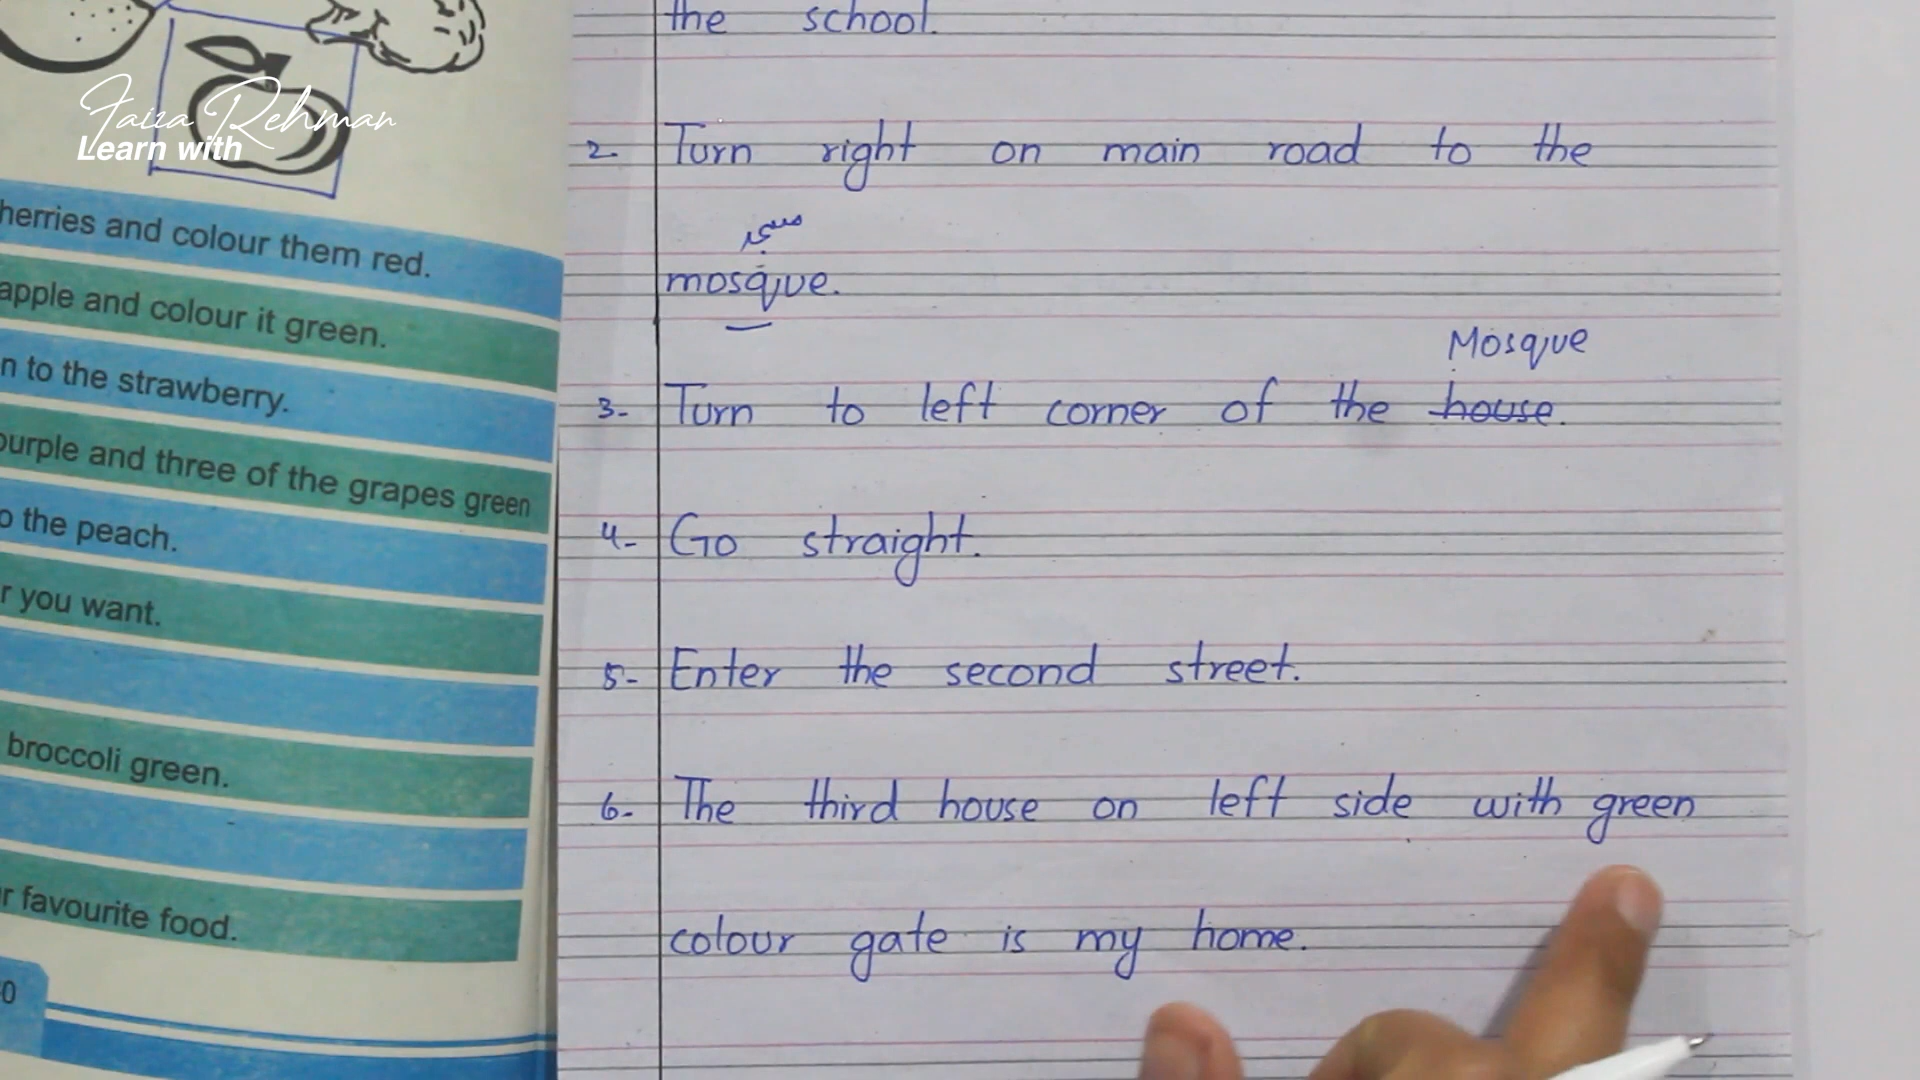 Faiza Rehman
Learn with
herries and colour them red.
apple and colour it green.
n to the strawberry.
purple and three of the grapes green
o the peach.
r you want.
broccoli green.
r favourite food.
0
the school.
2- Turn right on main road to the
مسجد
mosque.
Mosque
3- Turn to left corner of the house.
4- Go straight.
5- Enter the second street.
6- The third house on left side with green
colour gate is my home.